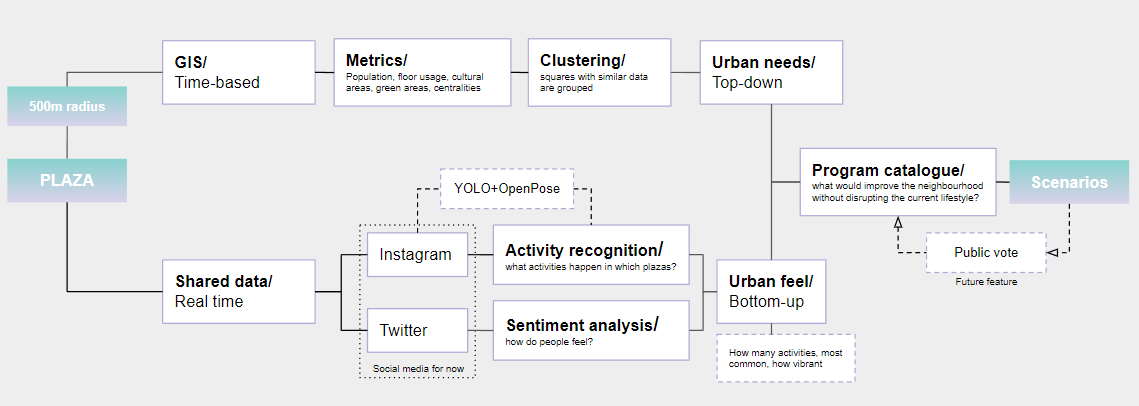 GIS/
Time-based
Metrics/
Population, floor usage, cultural
areas, green areas, centralities
Clustering/
squares with similar data
are grouped
Urban needs/
Top-down
500m radius
PLAZA
YOLO+OpenPose
Program catalogue/
what would improve the neighbourhood
without disrupting the current lifestyle?
Scenarios
Public vote
Future feature
Shared data/
Real time
Instagram
Twitter
Social media for now
Activity recognition/
what activities happen in which plazas?
Sentiment analysis/
how do people feel?
Urban feel/
Bottom-up
How many activities, most
common, how vibrant